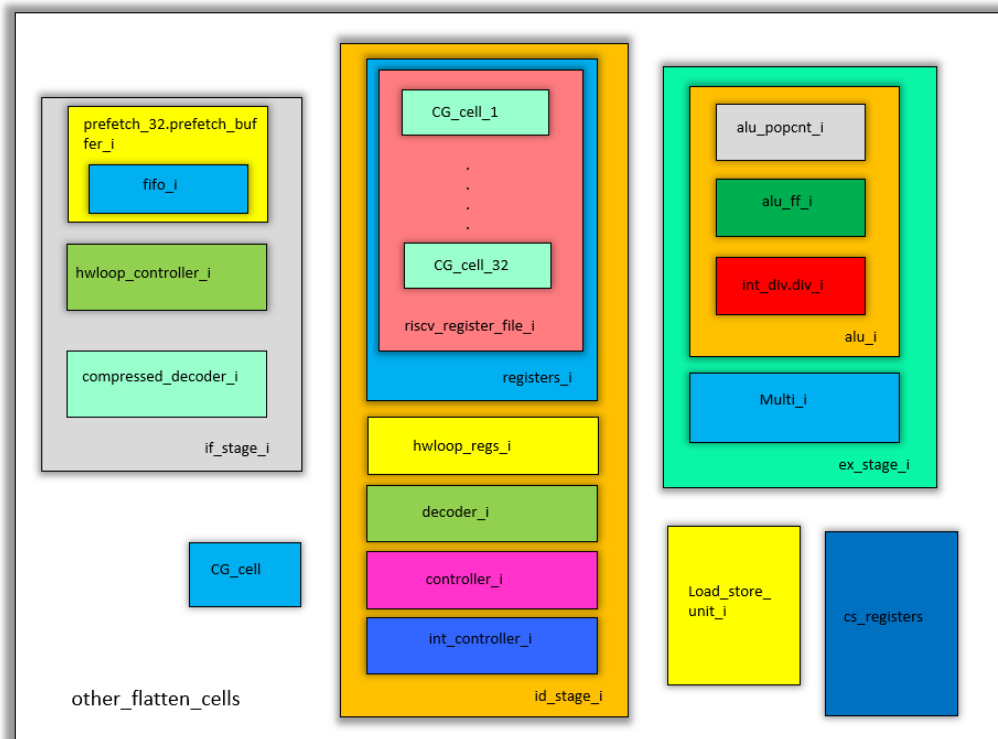 prefetch_32.prefetch_buf
fer_i
fifo_i
hwloop_controller_i
compressed_decoder_i
if_stage_i
CG_cell
other_flatten_cells
CG_cell_1
.
.
.
.
CG_cell_32
riscv_register_file_i
registers_i
hwloop_regs_i
decoder_i
controller_i
int_controller_i
id_stage_i
alu_popcnt_i
alu_ff_i
int_div.div_i
alu_i
Multi_i
ex_stage_i
Load_store_
unit_i
cs_registers